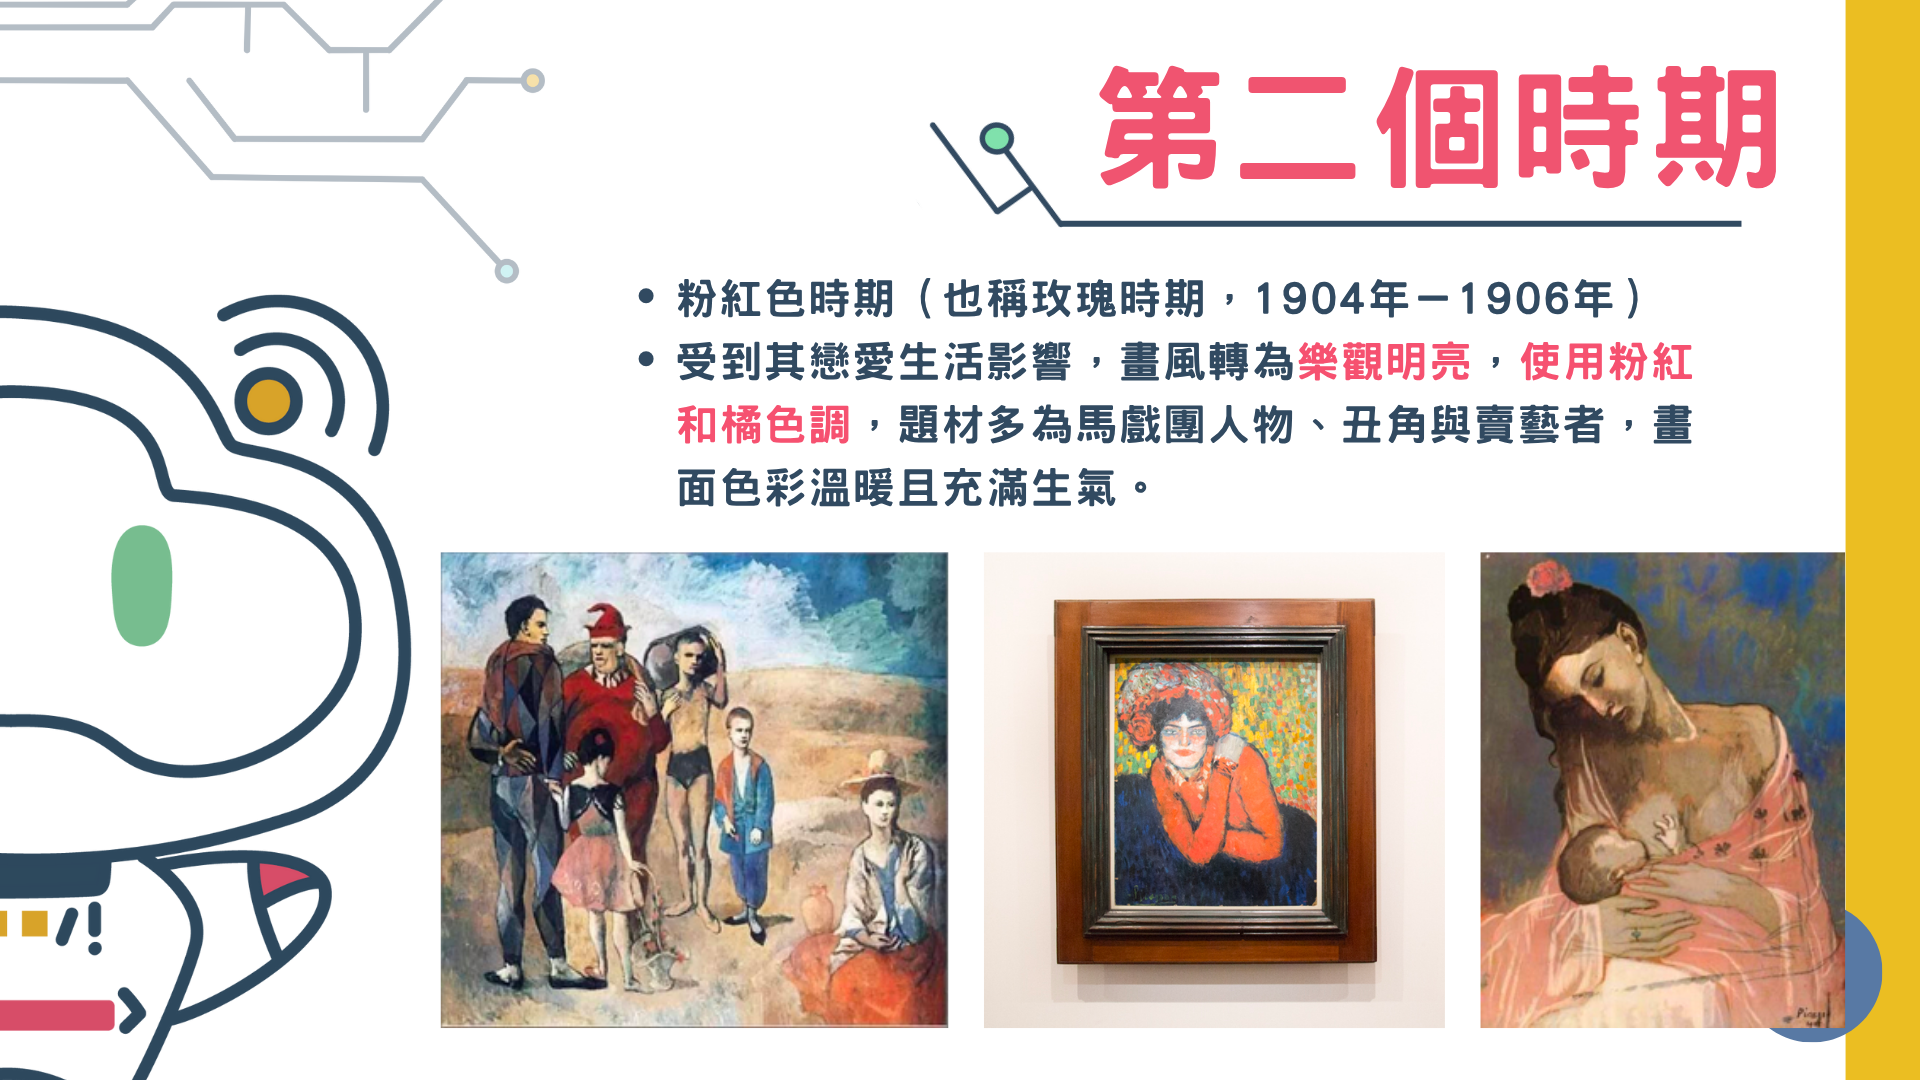 第二個時期
• 粉紅色時期（也稱玫瑰時期，1904年－1906年）
• 受到其戀愛生活影響，畫風轉為樂觀明亮，使用粉紅
和橘色調，題材多為馬戲團人物、丑角與賣藝者，畫
面色彩溫暖且充滿生氣。
/!
Picasso